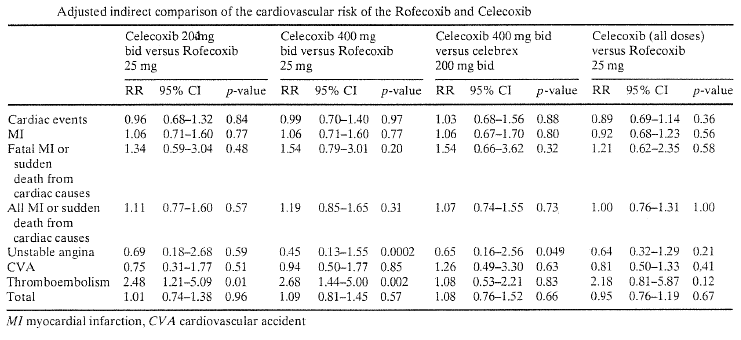 Adjusted indirect comparison of the cardiovascular risk of the Rofecoxib and Celecoxib
Celecoxib 200mg bid versus Rofecoxib 25 mg Celecoxib 400 mg bid versus Rofecoxib 25 mg Celecoxib 400 mg bid versus celebrex 200 mg bid Celecoxib (all doses) versus Rofecoxib 25 mg
RR 95% CI p-value RR 95% CI p-value RR 95% CI p-value RR 95% CI p-value
Cardiac events 0.96 0.68–1.32 0.84 0.99 0.70–1.40 0.97 1.03 0.68–1.56 0.88 0.89 0.69–1.14 0.36
MI 1.06 0.71–1.60 0.77 1.06 0.71–1.60 0.77 1.06 0.67–1.70 0.80 0.92 0.68–1.23 0.56
Fatal MI or 1.34 0.59–3.04 0.48 1.54 0.79–3.01 0.20 1.54 0.66–3.62 0.32 1.21 0.62–2.35 0.58
sudden
death from
cardiac causes
All MI or sudden 1.11 0.77–1.60 0.57 1.19 0.85–1.65 0.31 1.07 0.74–1.55 0.73 1.00 0.76–1.31 1.00
death from
cardiac causes
Unstable angina 0.69 0.18–2.68 0.59 0.45 0.13–1.55 0.0002 0.65 0.16–2.56 0.049 0.64 0.32–1.29 0.21
CVA 0.75 0.31–1.77 0.51 0.94 0.50–1.77 0.85 1.26 0.49–3.30 0.63 0.81 0.50–1.33 0.41
Thromboembolism 2.48 1.21–5.09 0.01 2.68 1.44–5.00 0.002 1.08 0.53–2.21 0.83 2.18 0.81–5.87 0.12
Total 1.01 0.74–1.38 0.96 1.09 0.81–1.45 0.57 1.08 0.76–1.52 0.66 0.95 0.76–1.19 0.67
MI myocardial infarction, CVA cardiovascular accident